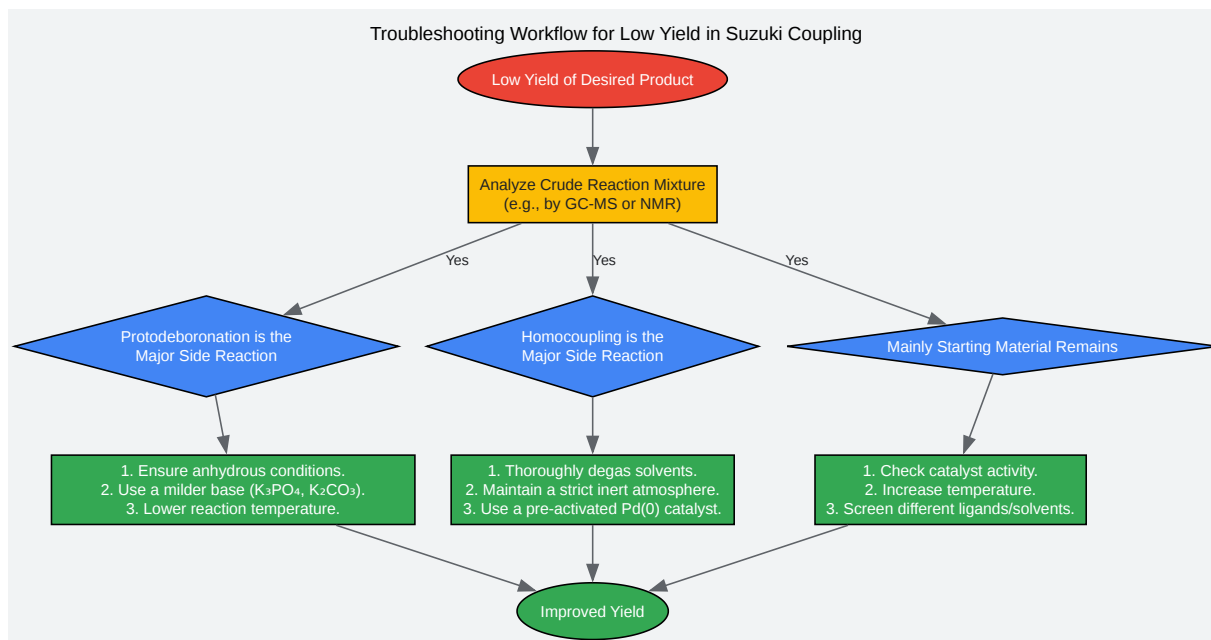 Troubleshooting Workflow for Low Yield in Suzuki Coupling
Low Yield of Desired Product
Analyze Crude Reaction Mixture
(e.g., by GC-MS or NMR)
Yes
Yes
Yes
Protodeboronation is the
Major Side Reaction
Homocoupling is the
Major Side Reaction
Mainly Starting Material Remains
1. Ensure anhydrous conditions.
2. Use a milder base (K₃PO₄, K₂CO₃).
3. Lower reaction temperature.
1. Thoroughly degas solvents.
2. Maintain a strict inert atmosphere.
3. Use a pre-activated Pd(0) catalyst.
1. Check catalyst activity.
2. Increase temperature.
3. Screen different ligands/solvents.
Improved Yield